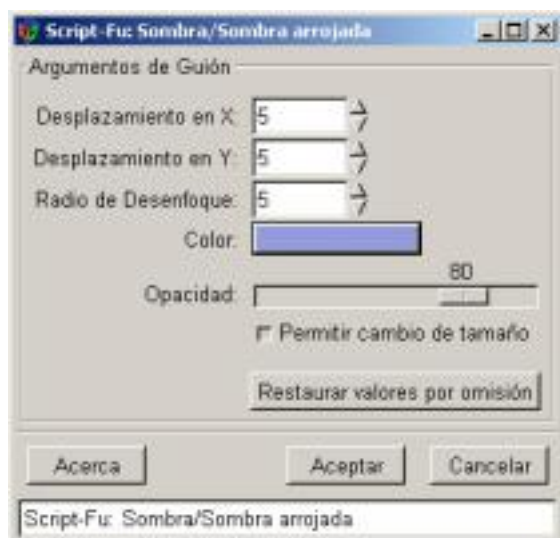 Script-Fu: Sombra/Sombra arrojada
Argumentos de Guión
Desplazamiento en X: 5
Desplazamiento en Y: 5
Radio de Desenfoque: 5
Color:
80
Opacidad:
Permitir cambio de tamaño
Restaurar valores por omisión
Acerca
Aceptar
Cancelar
Script-Fu: Sombra/Sombra arrojada